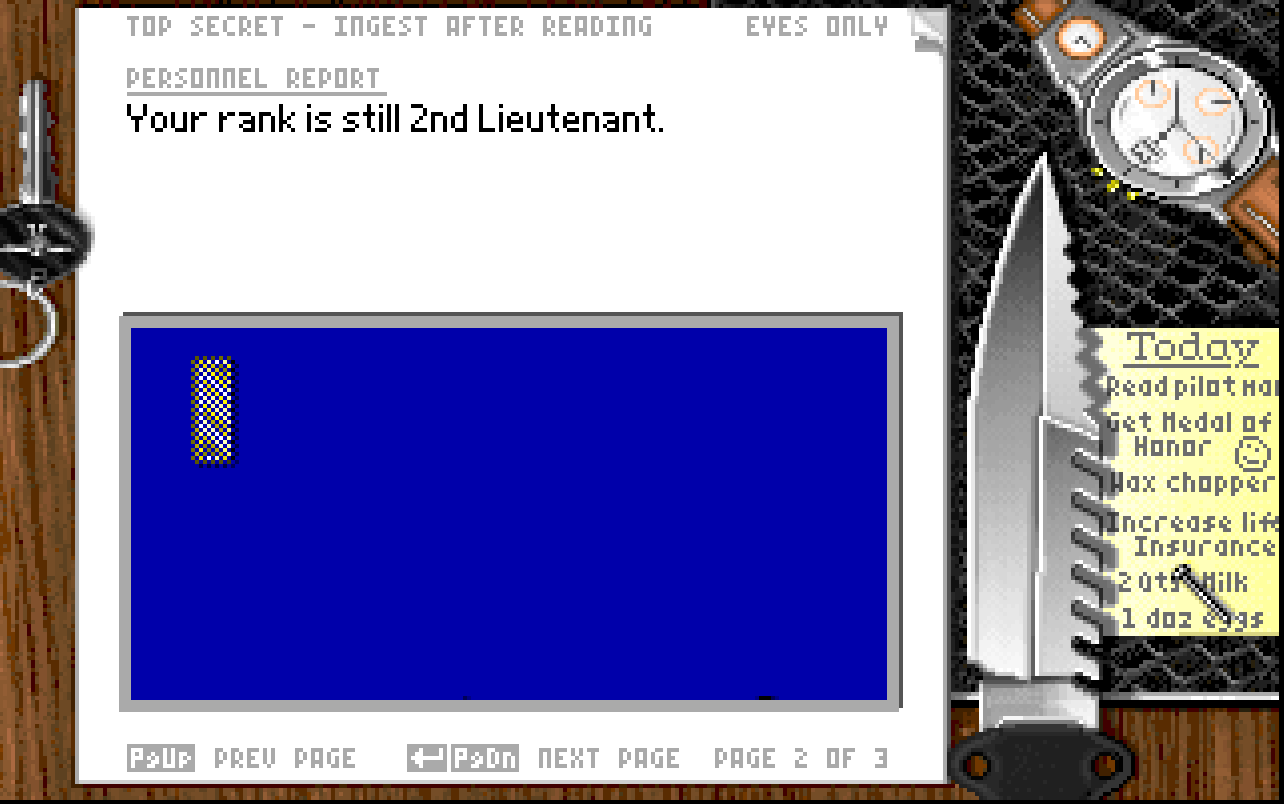 TOP SECRET - INGEST AFTER READING EYES ONLY
PERSONNEL REPORT
Your rank is still 2nd Lieutenant.
Today
Read pilot
Get Medal of
Honor
Wax chopper
Increase
Insurance
2 Qts Milk
1 doz eggs
PgUp PREV PAGE PgDn NEXT PAGE PAGE 2 OF 3